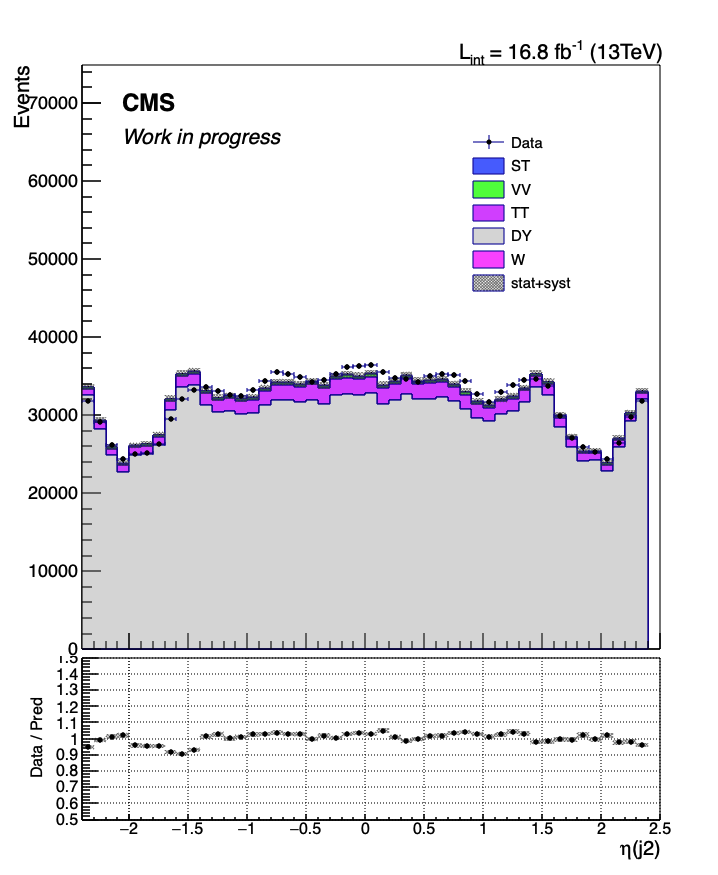 L_int = 16.8 fb^-1 (13TeV)
Events
CMS
Work in progress
Data
ST
VV
TT
DY
W
stat+syst
70000
60000
50000
40000
30000
20000
10000
0
Data / Pred
1.5
1.4
1.3
1.2
1.1
1
0.9
0.8
0.7
0.6
0.5
−2 −1.5 −1 −0.5 0 0.5 1 1.5 2 2.5
η(j2)